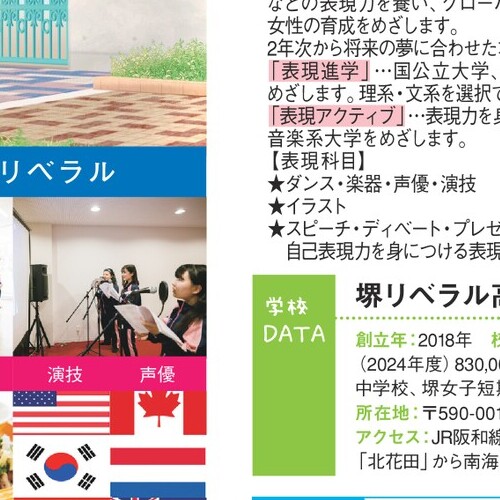 などの表現力を養い、グロー
女性の育成をめざします。
2年次から将来の夢に合わせた
「表現進学」…国公立大学、
めざします。理系・文系を選択で
「表現アクティブ」…表現力を
音楽系大学をめざします。
【表現科目】
★ダンス・楽器・声優・演技
★イラスト
★スピーチ・ディベート・プレゼ
自己表現力を身につける表現
リベラル
演技
声優
学校
DATA
堺リベラル高
創立年：2018年
（2024年度）830,0
中学校、堺女子短
所在地：〒590-001
アクセス：JR阪和線
「北花田」から南海